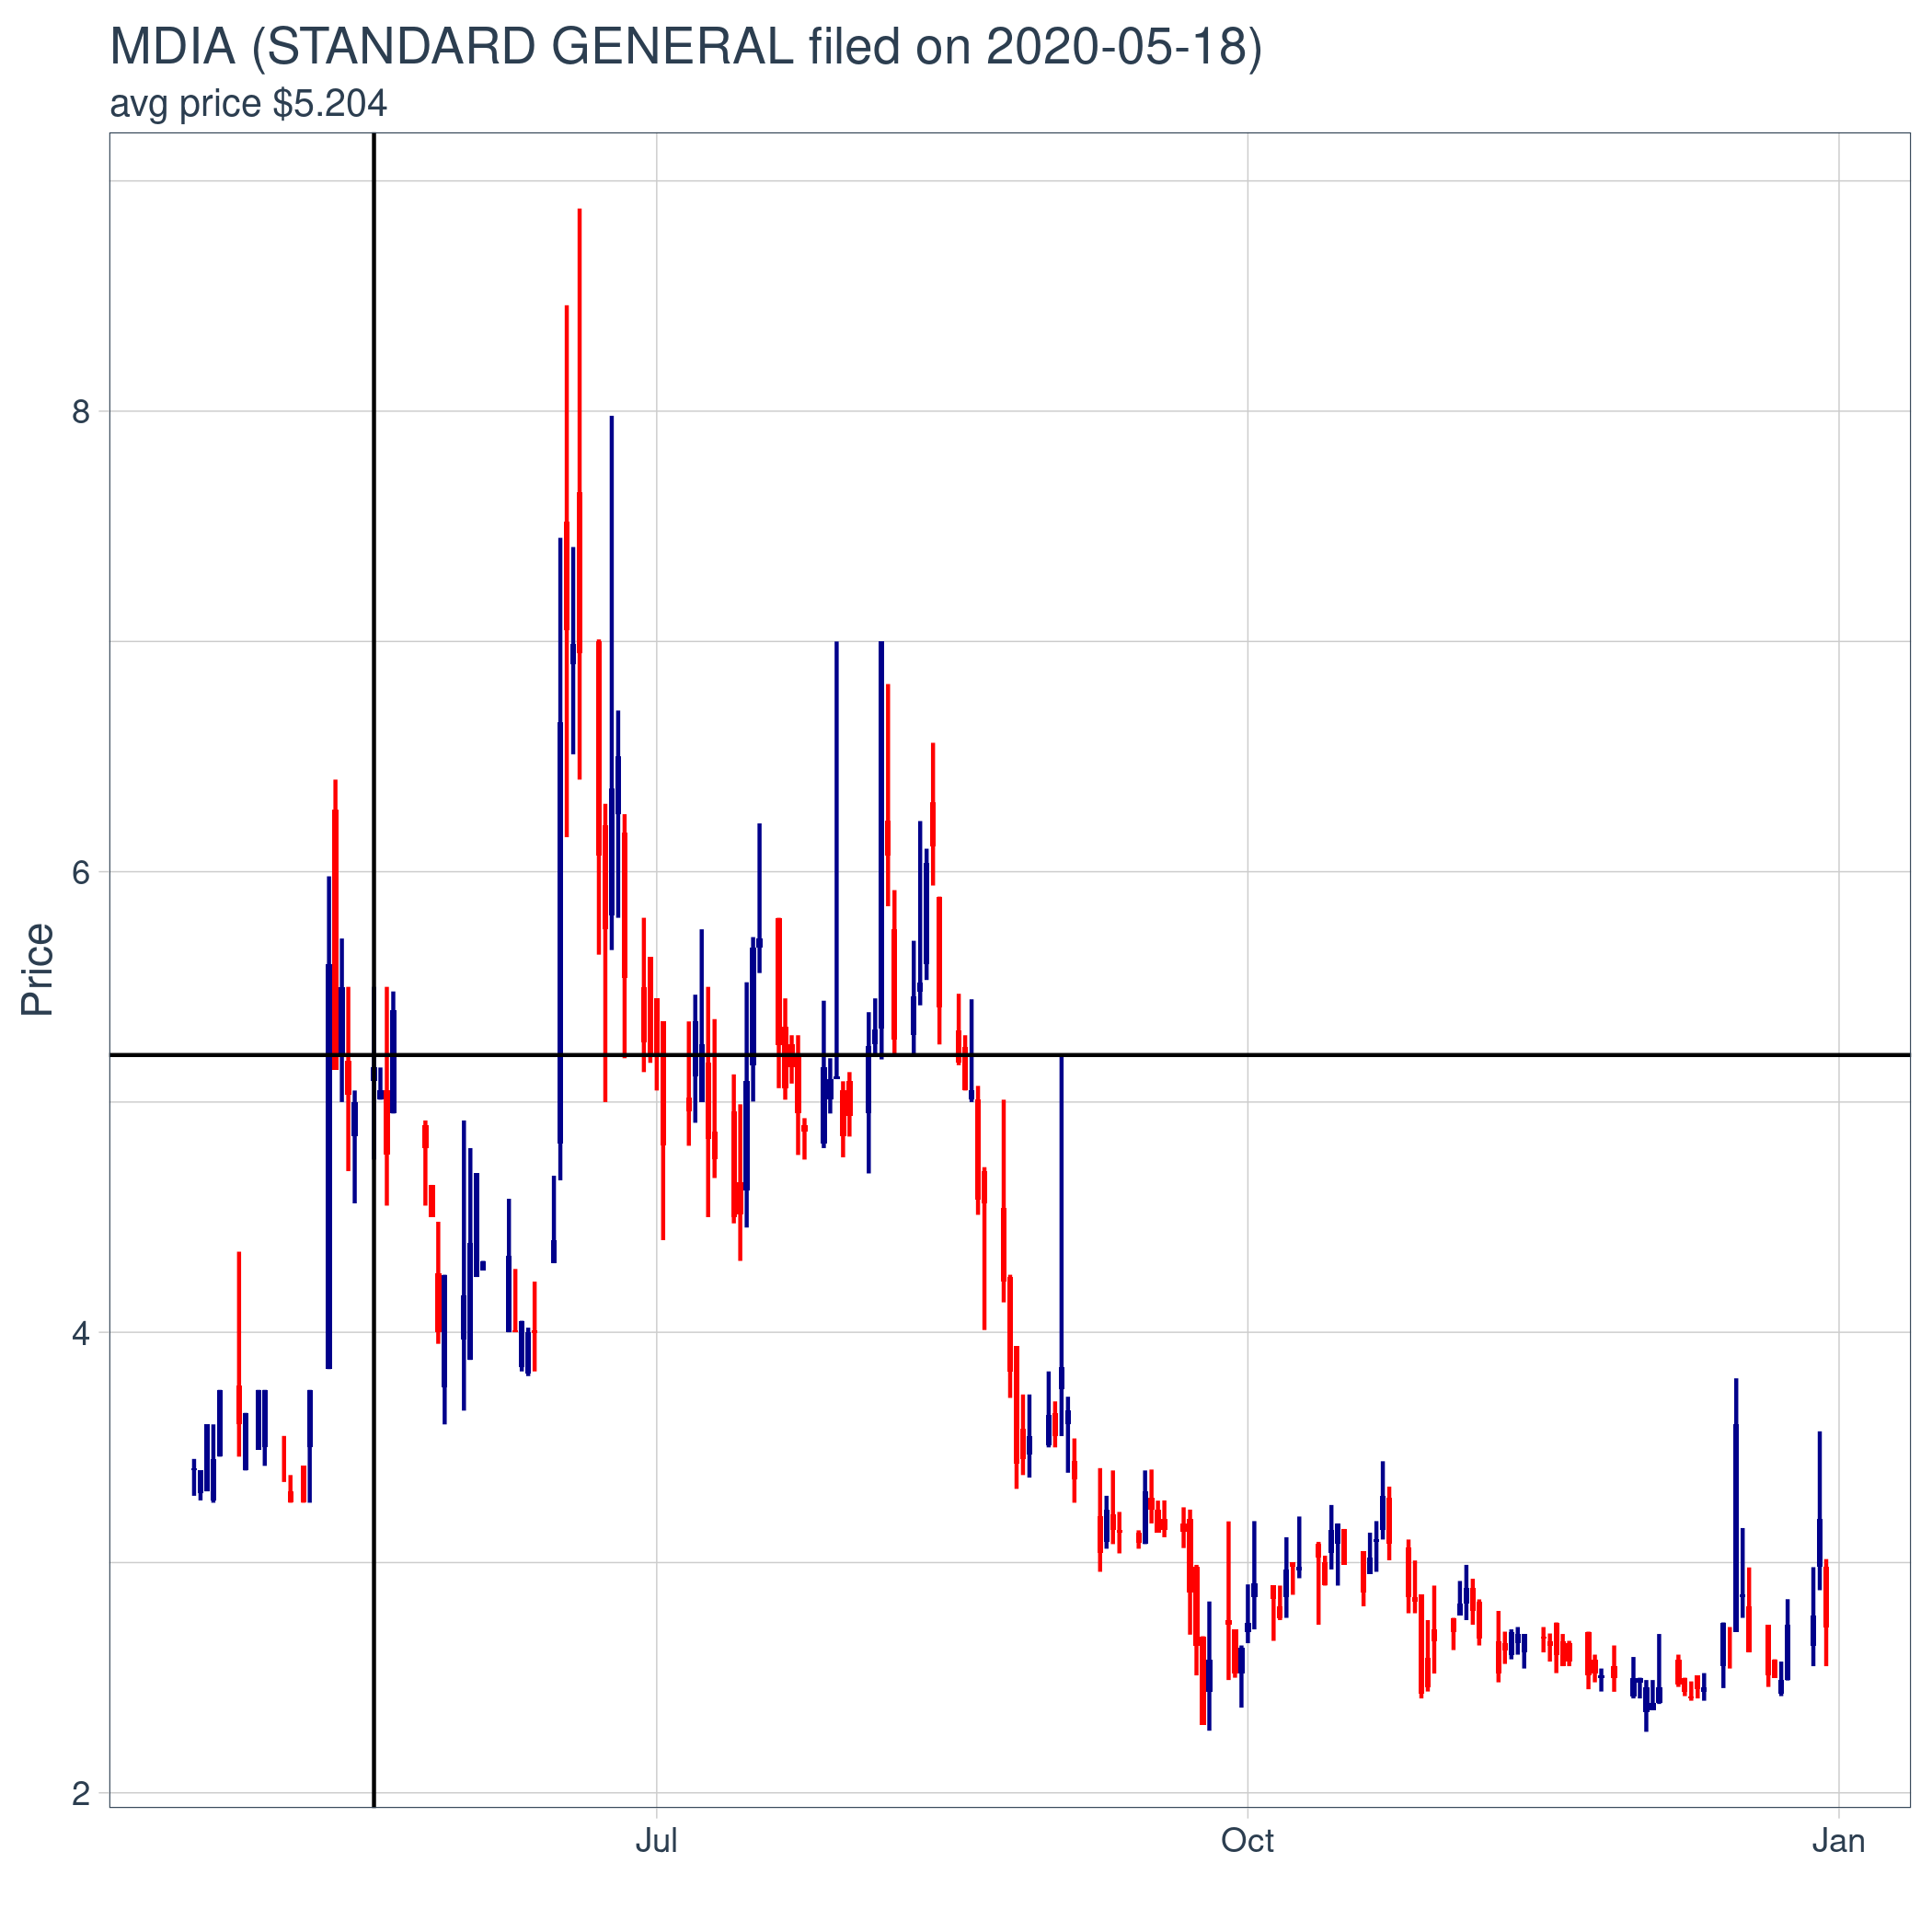 MDIA (STANDARD GENERAL filed on 2020-05-18)
avg price $5.204
Price
8
6
4
2
Jul
Oct
Jan